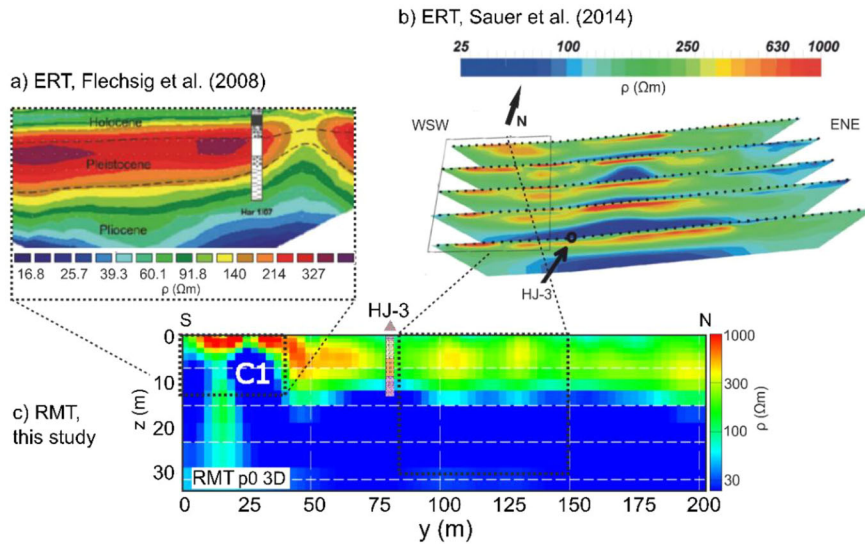 b) ERT, Sauer et al. (2014)
25 100 250 630 1000
ρ (Ωm)
a) ERT, Flechsig et al. (2008)
Holocene
Pleistocene
Pliocene
Har 1:07
16.8 25.7 39.3 60.1 91.8 140 214 327
ρ (Ωm)
N
WSW
ENE
HJ-3
HJ-3
S
N
0
10
20
30
z (m)
C1
c) RMT,
this study
RMT p0 3D
0 25 50 75 100 125 150 175 200
y (m)
1000
300
100
30
ρ (Ωm)